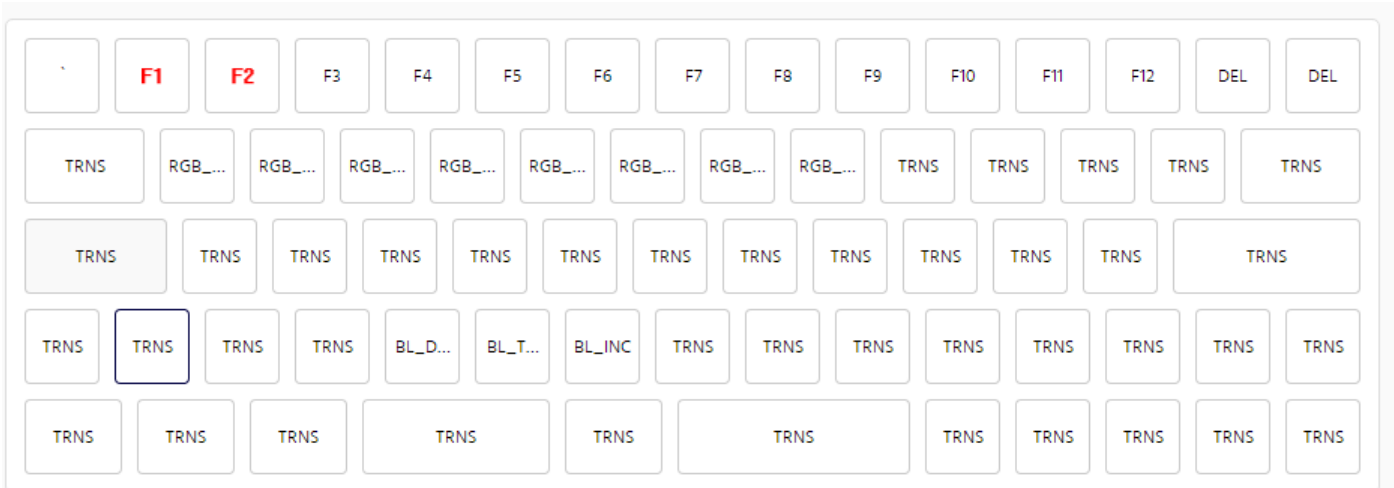 ` F1 F2 F3 F4 F5 F6 F7 F8 F9 F10 F11 F12 DEL DEL
TRNS RGB_... RGB_... RGB_... RGB_... RGB_... RGB_... RGB_... RGB_... TRNS TRNS TRNS TRNS TRNS
TRNS TRNS TRNS TRNS TRNS TRNS TRNS TRNS TRNS TRNS TRNS TRNS TRNS
TRNS TRNS TRNS TRNS BL_D... BL_T... BL_INC TRNS TRNS TRNS TRNS TRNS TRNS TRNS TRNS
TRNS TRNS TRNS TRNS TRNS TRNS TRNS TRNS TRNS TRNS TRNS